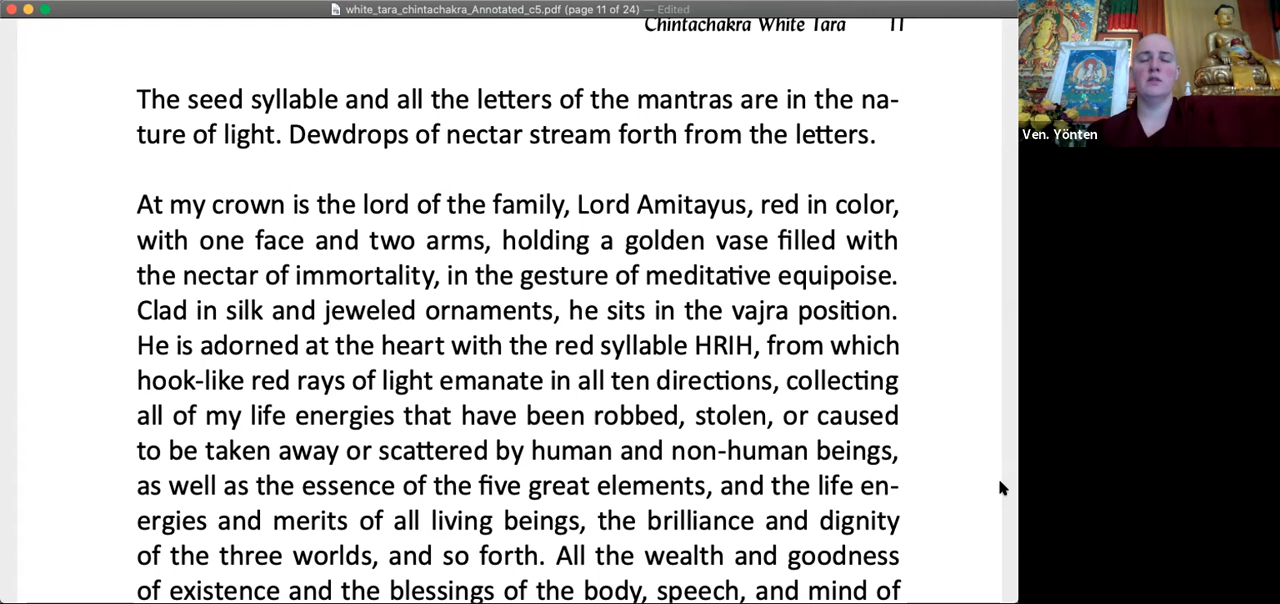 white_tara_chintachakra_Annotated_c5.pdf (page 11 of 24) — Edited
Chintachakra White Tara 11
The seed syllable and all the letters of the mantras are in the na-
ture of light. Dewdrops of nectar stream forth from the letters.
At my crown is the lord of the family, Lord Amitayus, red in color,
with one face and two arms, holding a golden vase filled with
the nectar of immortality, in the gesture of meditative equipoise.
Clad in silk and jeweled ornaments, he sits in the vajra position.
He is adorned at the heart with the red syllable HRIH, from which
hook-like red rays of light emanate in all ten directions, collecting
all of my life energies that have been robbed, stolen, or caused
to be taken away or scattered by human and non-human beings,
as well as the essence of the five great elements, and the life en-
ergies and merits of all living beings, the brilliance and dignity
of the three worlds, and so forth. All the wealth and goodness
of existence and the blessings of the body, speech, and mind of
Ven. Yönten